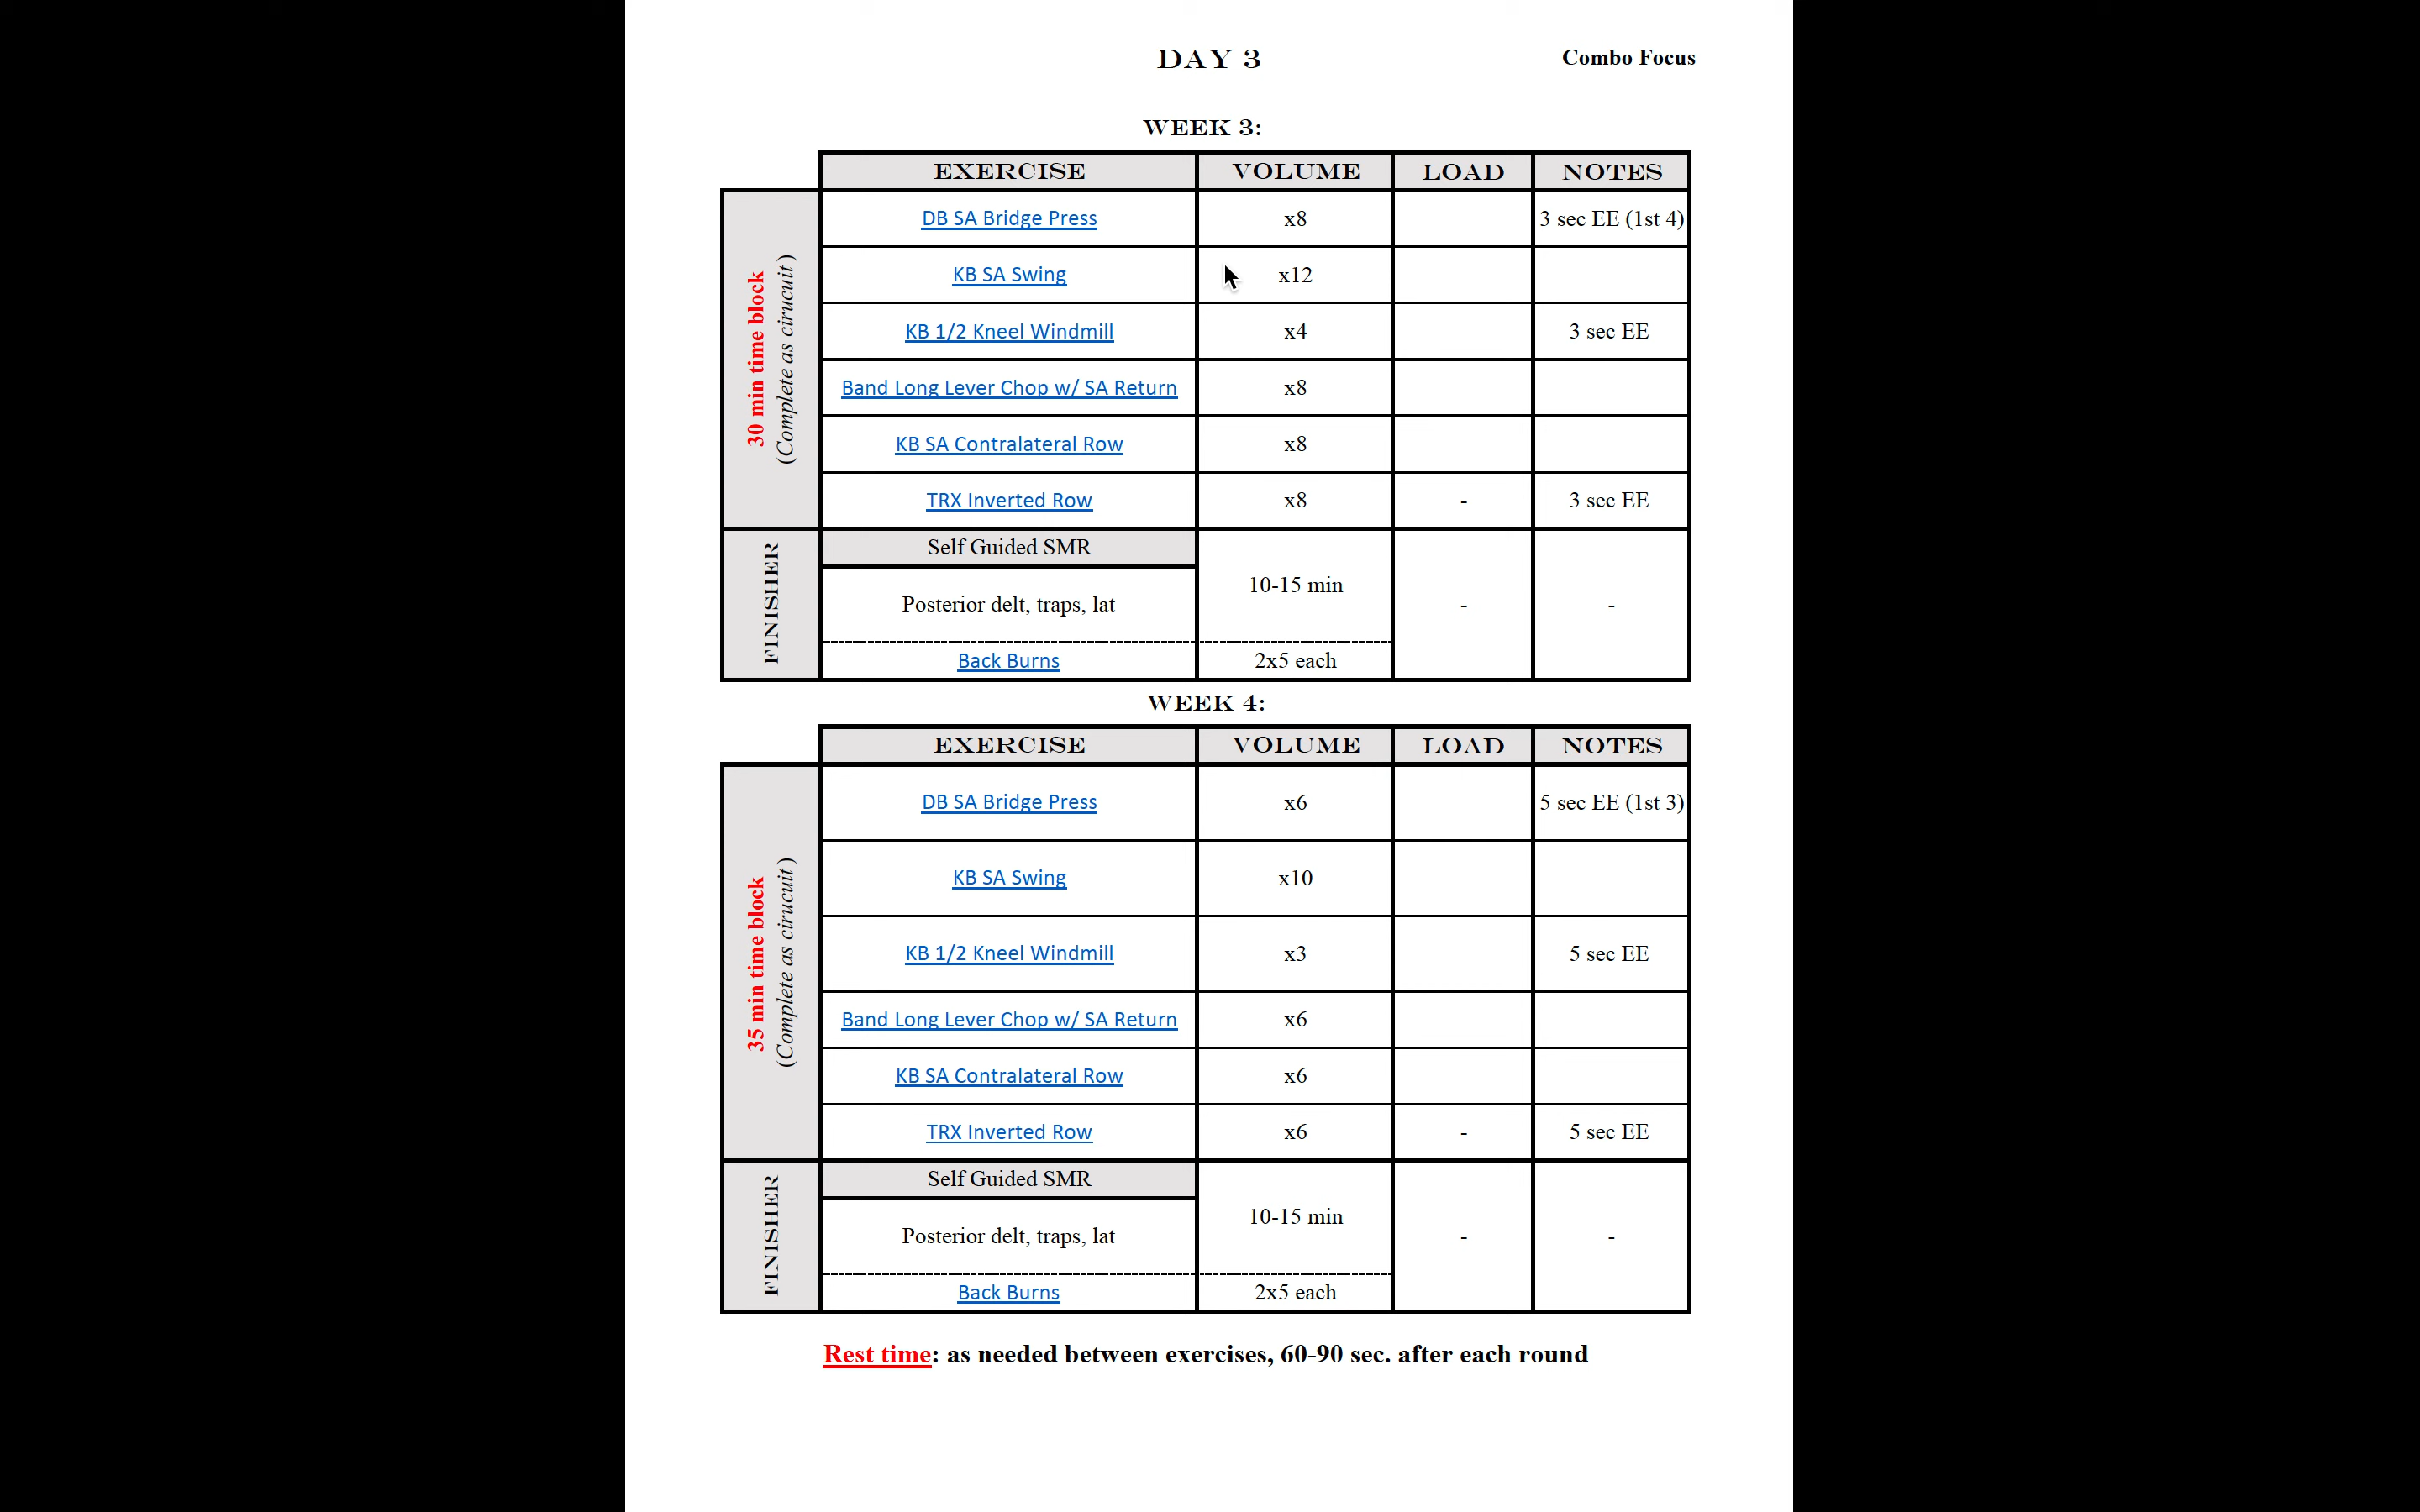 DAY 3
Combo Focus
WEEK 3:
EXERCISE VOLUME LOAD NOTES
30 min time block
(Complete as cirucuit)
DB SA Bridge Press x8 3 sec EE (1st 4)
KB SA Swing x12
KB 1/2 Kneel Windmill x4 3 sec EE
Band Long Lever Chop w/ SA Return x8
KB SA Contralateral Row x8
TRX Inverted Row x8 - 3 sec EE
FINISHER
Self Guided SMR
10-15 min
Posterior delt, traps, lat - -
Back Burns 2x5 each
WEEK 4:
EXERCISE VOLUME LOAD NOTES
35 min time block
(Complete as cirucuit)
DB SA Bridge Press x6 5 sec EE (1st 3)
KB SA Swing x10
KB 1/2 Kneel Windmill x3 5 sec EE
Band Long Lever Chop w/ SA Return x6
KB SA Contralateral Row x6
TRX Inverted Row x6 - 5 sec EE
FINISHER
Self Guided SMR
10-15 min
Posterior delt, traps, lat - -
Back Burns 2x5 each
Rest time: as needed between exercises, 60-90 sec. after each round